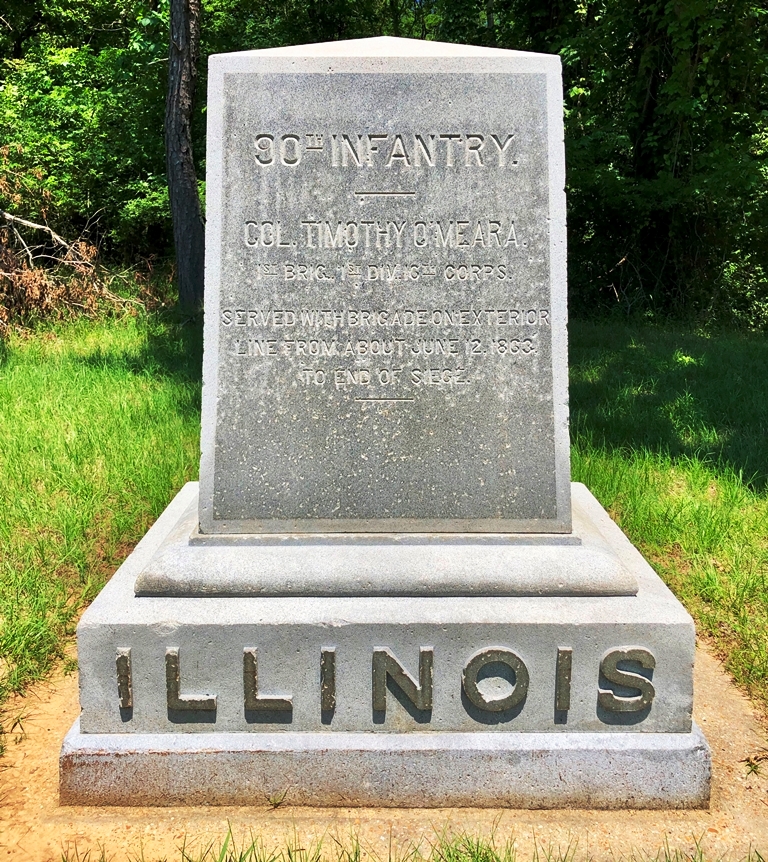 90TH INFANTRY.
COL. TIMOTHY O'MEARA.
1ST BRIG. 1ST DIV. 16TH CORPS.
SERVED WITH BRIGADE ON EXTERIOR
LINE FROM ABOUT JUNE 12, 1863.
TO END OF SIEGE.
ILLINOIS